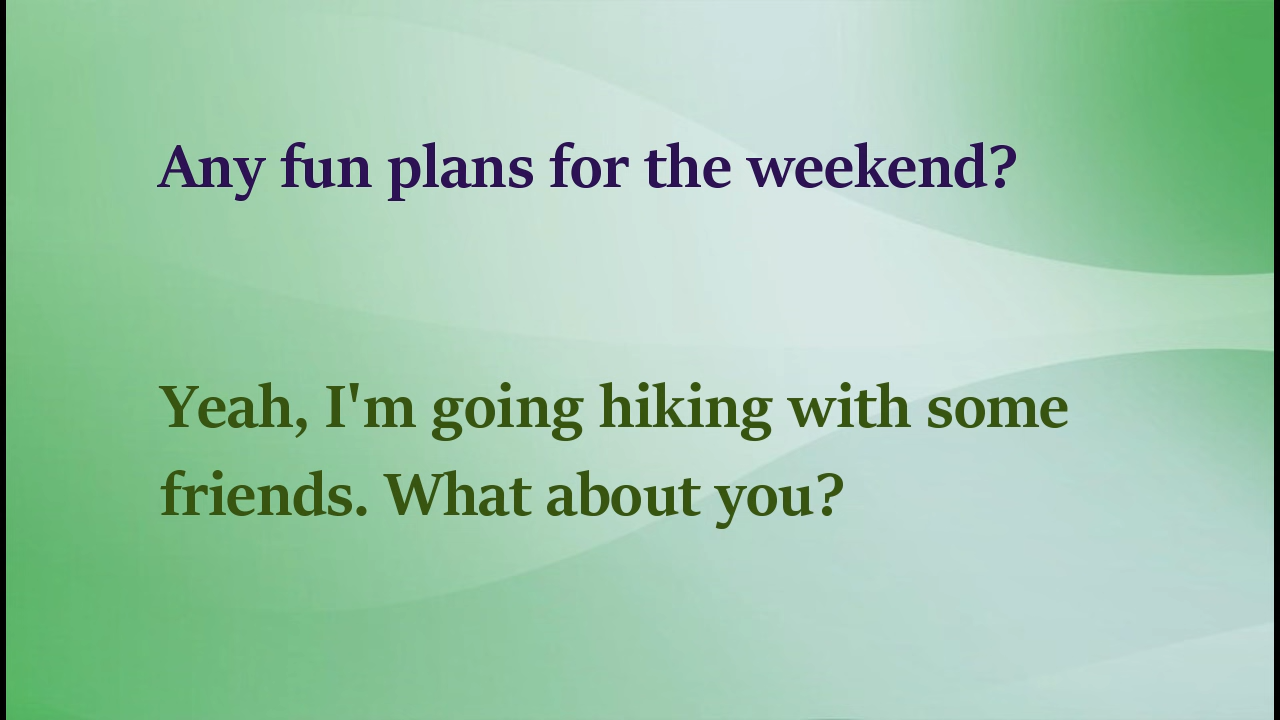 Any fun plans for the weekend?
Yeah, I'm going hiking with some
friends. What about you?